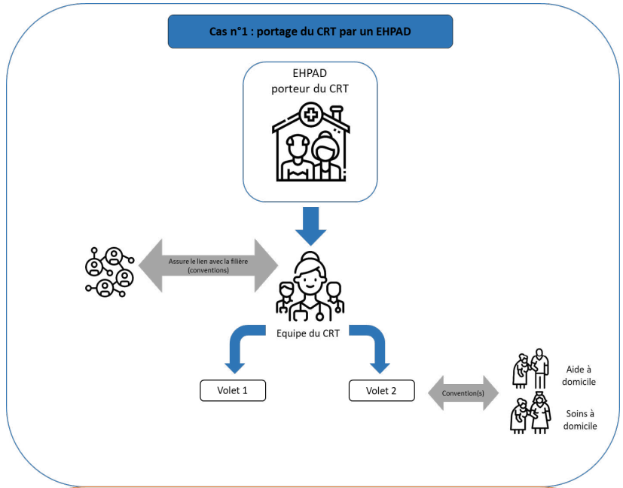 Cas n°1 : portage du CRT par un EHPAD
EHPAD
porteur du CRT
Assure le lien avec la filière
(conventions)
Equipe du CRT
Volet 1
Volet 2
Convention(s)
Aide à
domicile
Soins à
domicile